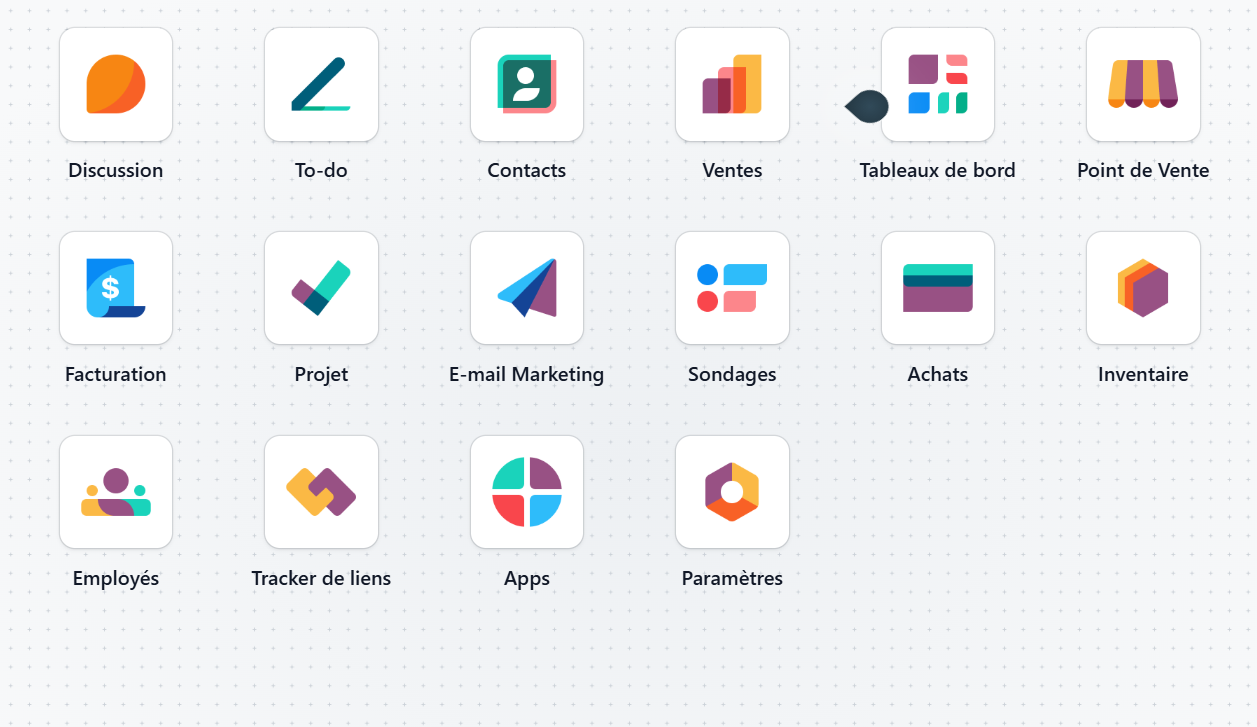 Discussion
To-do
Contacts
Ventes
Tableaux de bord
Point de Vente
$
Facturation
Projet
E-mail Marketing
Sondages
Achats
Inventaire
Employés
Tracker de liens
Apps
Paramètres